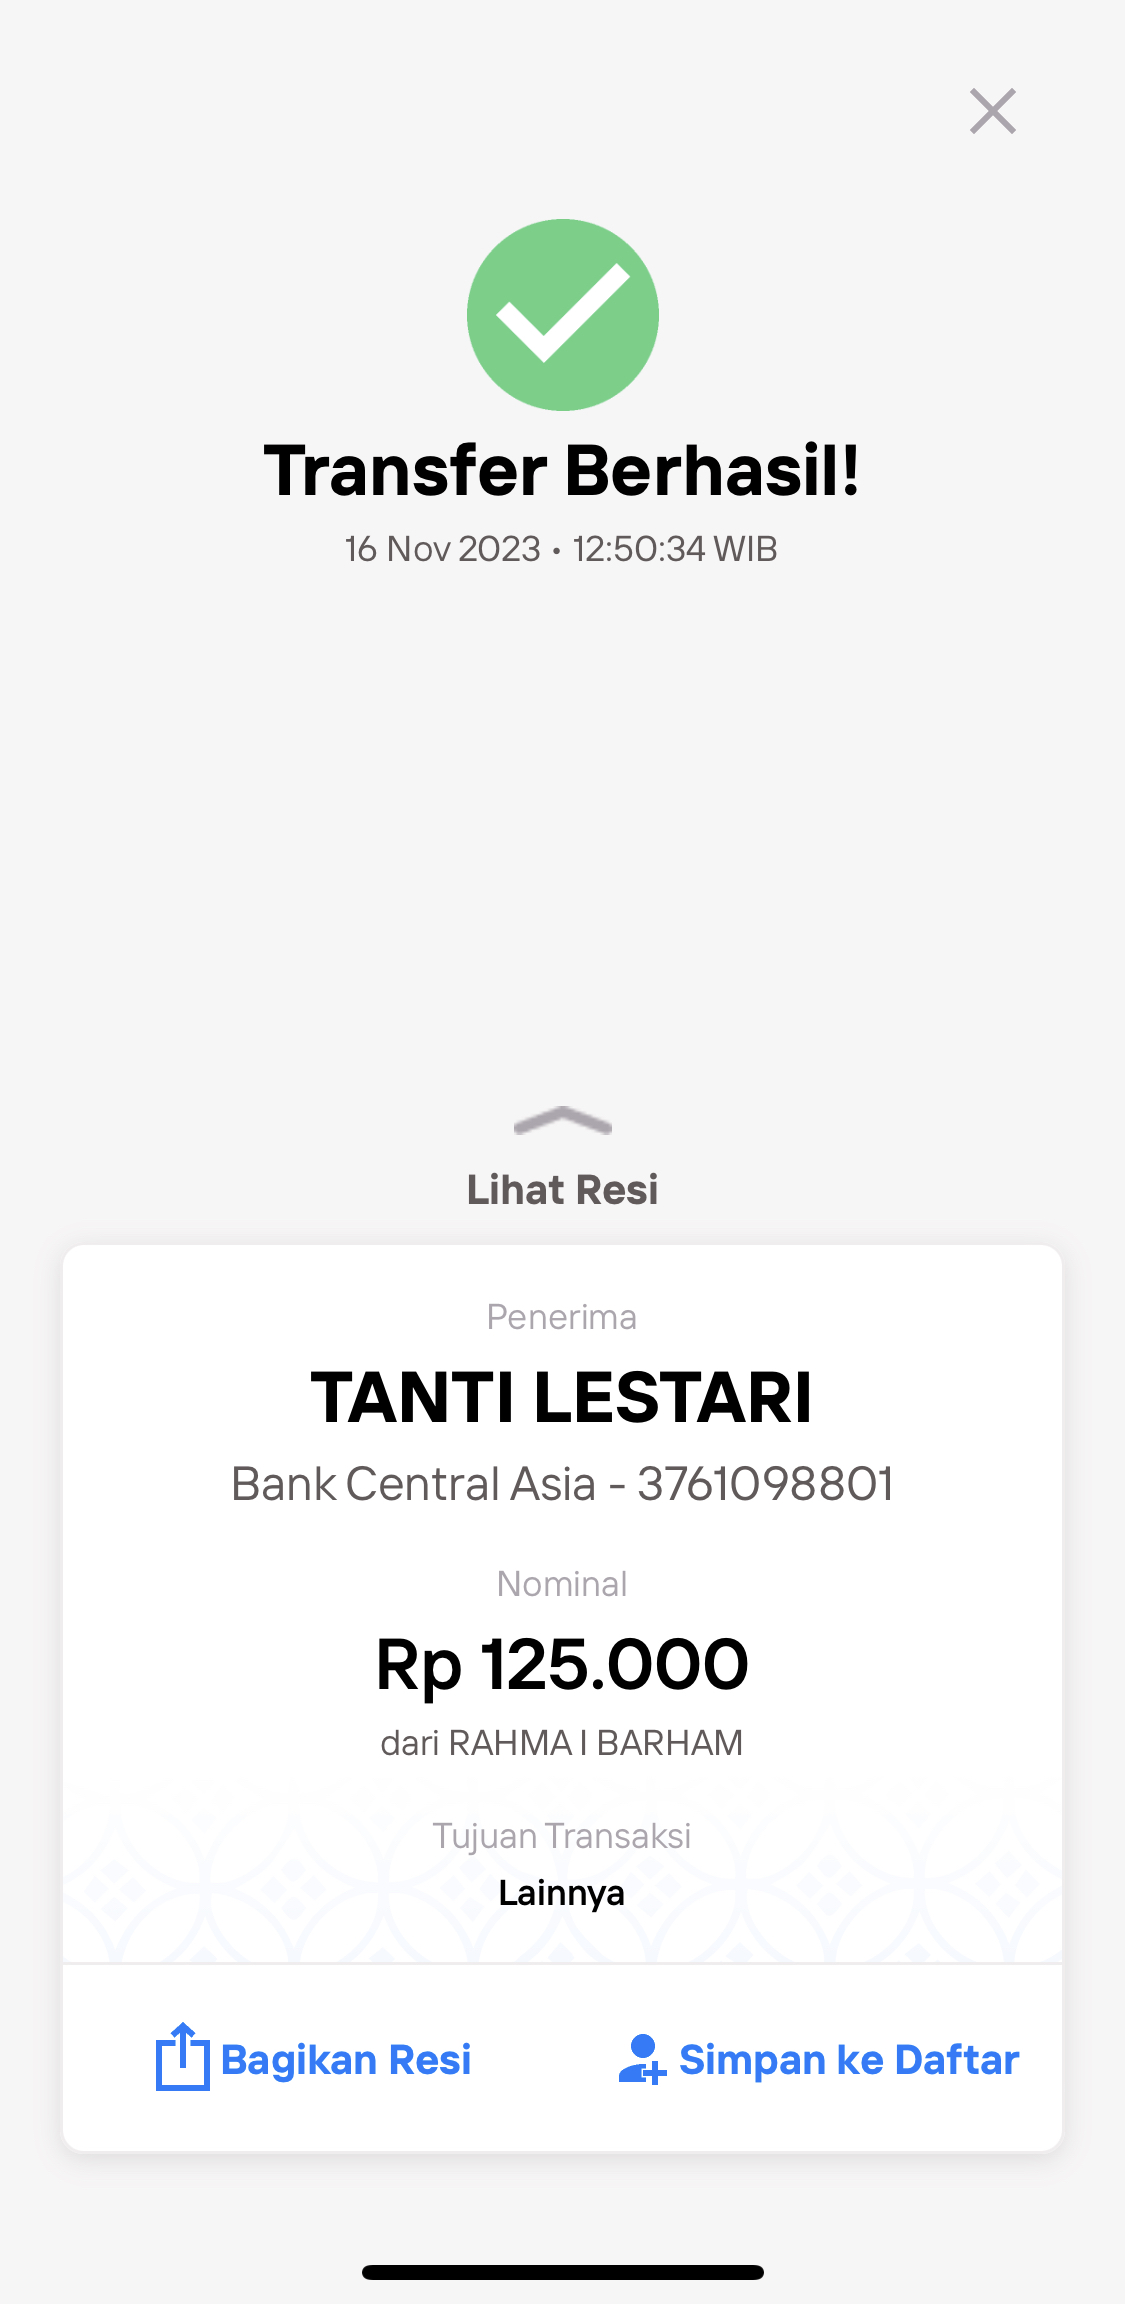 Transfer Berhasil!
16 Nov 2023 • 12:50:34 WIB
Lihat Resi
Penerima
TANTI LESTARI
Bank Central Asia - 3761098801
Nominal
Rp 125.000
dari RAHMA I BARHAM
Tujuan Transaksi
Lainnya
Bagikan Resi
Simpan ke Daftar